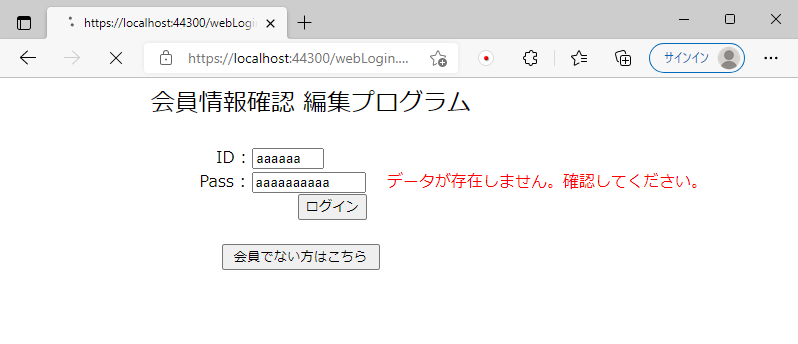 https://localhost:44300/webLogin
https://localhost:44300/webLogin....
サインイン
会員情報確認 編集プログラム
ID : aaaaaa
Pass : aaaaaaaaaa データが存在しません。確認してください。
ログイン
会員でない方はこちら